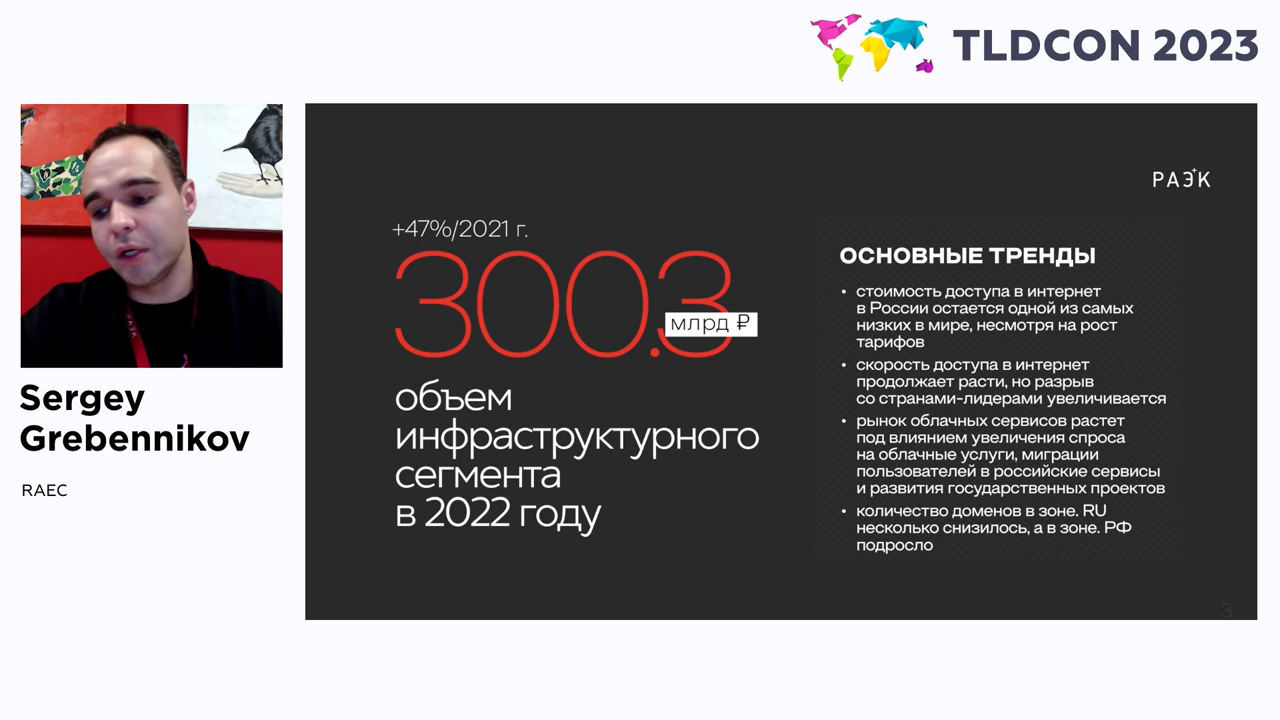 TLDCON 2023
Sergey
Grebennikov
RAEC
РАЭК
+47%/2021 г.
300.3
млрд ₽
объем
инфраструктурного
сегмента
в 2022 году
ОСНОВНЫЕ ТРЕНДЫ
• стоимость доступа в интернет
в России остается одной из самых
низких в мире, несмотря на рост
тарифов
• скорость доступа в интернет
продолжает расти, но разрыв
со странами-лидерами увеличивается
• рынок облачных сервисов растет
под влиянием увеличения спроса
на облачные услуги, миграции
пользователей в российские сервисы
и развития государственных проектов
• количество доменов в зоне. RU
несколько снизилось, а в зоне. РФ
подросло
3